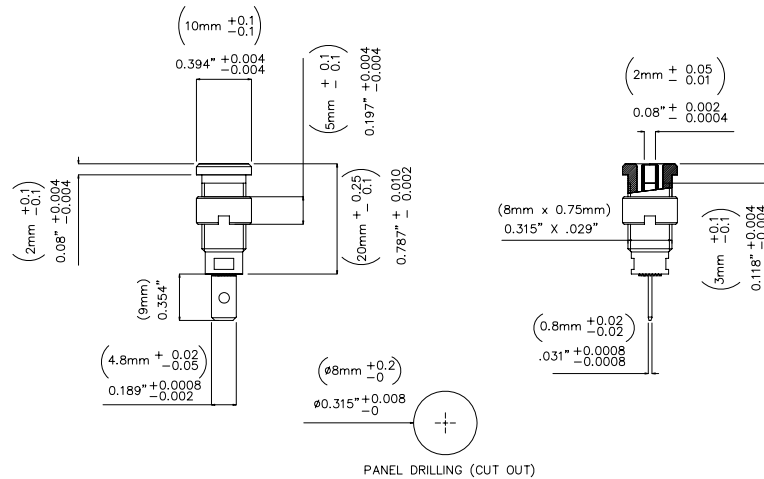 (10mm +0.1 -0.1)
0.394" +0.004 -0.004
(5mm + 0.1 - 0.1)
0.197" +0.004 -0.004
(2mm +0.1 -0.1)
0.08" +0.004 -0.004
(20mm + 0.25 - 0.1)
0.787" + 0.010 - 0.002
(9mm)
0.354"
(4.8mm + 0.02 -0.05)
0.189" +0.0008 -0.002
(ø8mm +0.2 -0)
ø0.315" +0.008 -0
PANEL DRILLING (CUT OUT)
(2mm + 0.05 - 0.01)
0.08" + 0.002 - 0.0004
(8mm x 0.75mm)
0.315" X .029"
(3mm +0.1 -0.1)
0.118" +0.004 -0.004
(0.8mm +0.02 -0.02)
.031" +0.0008 -0.0008